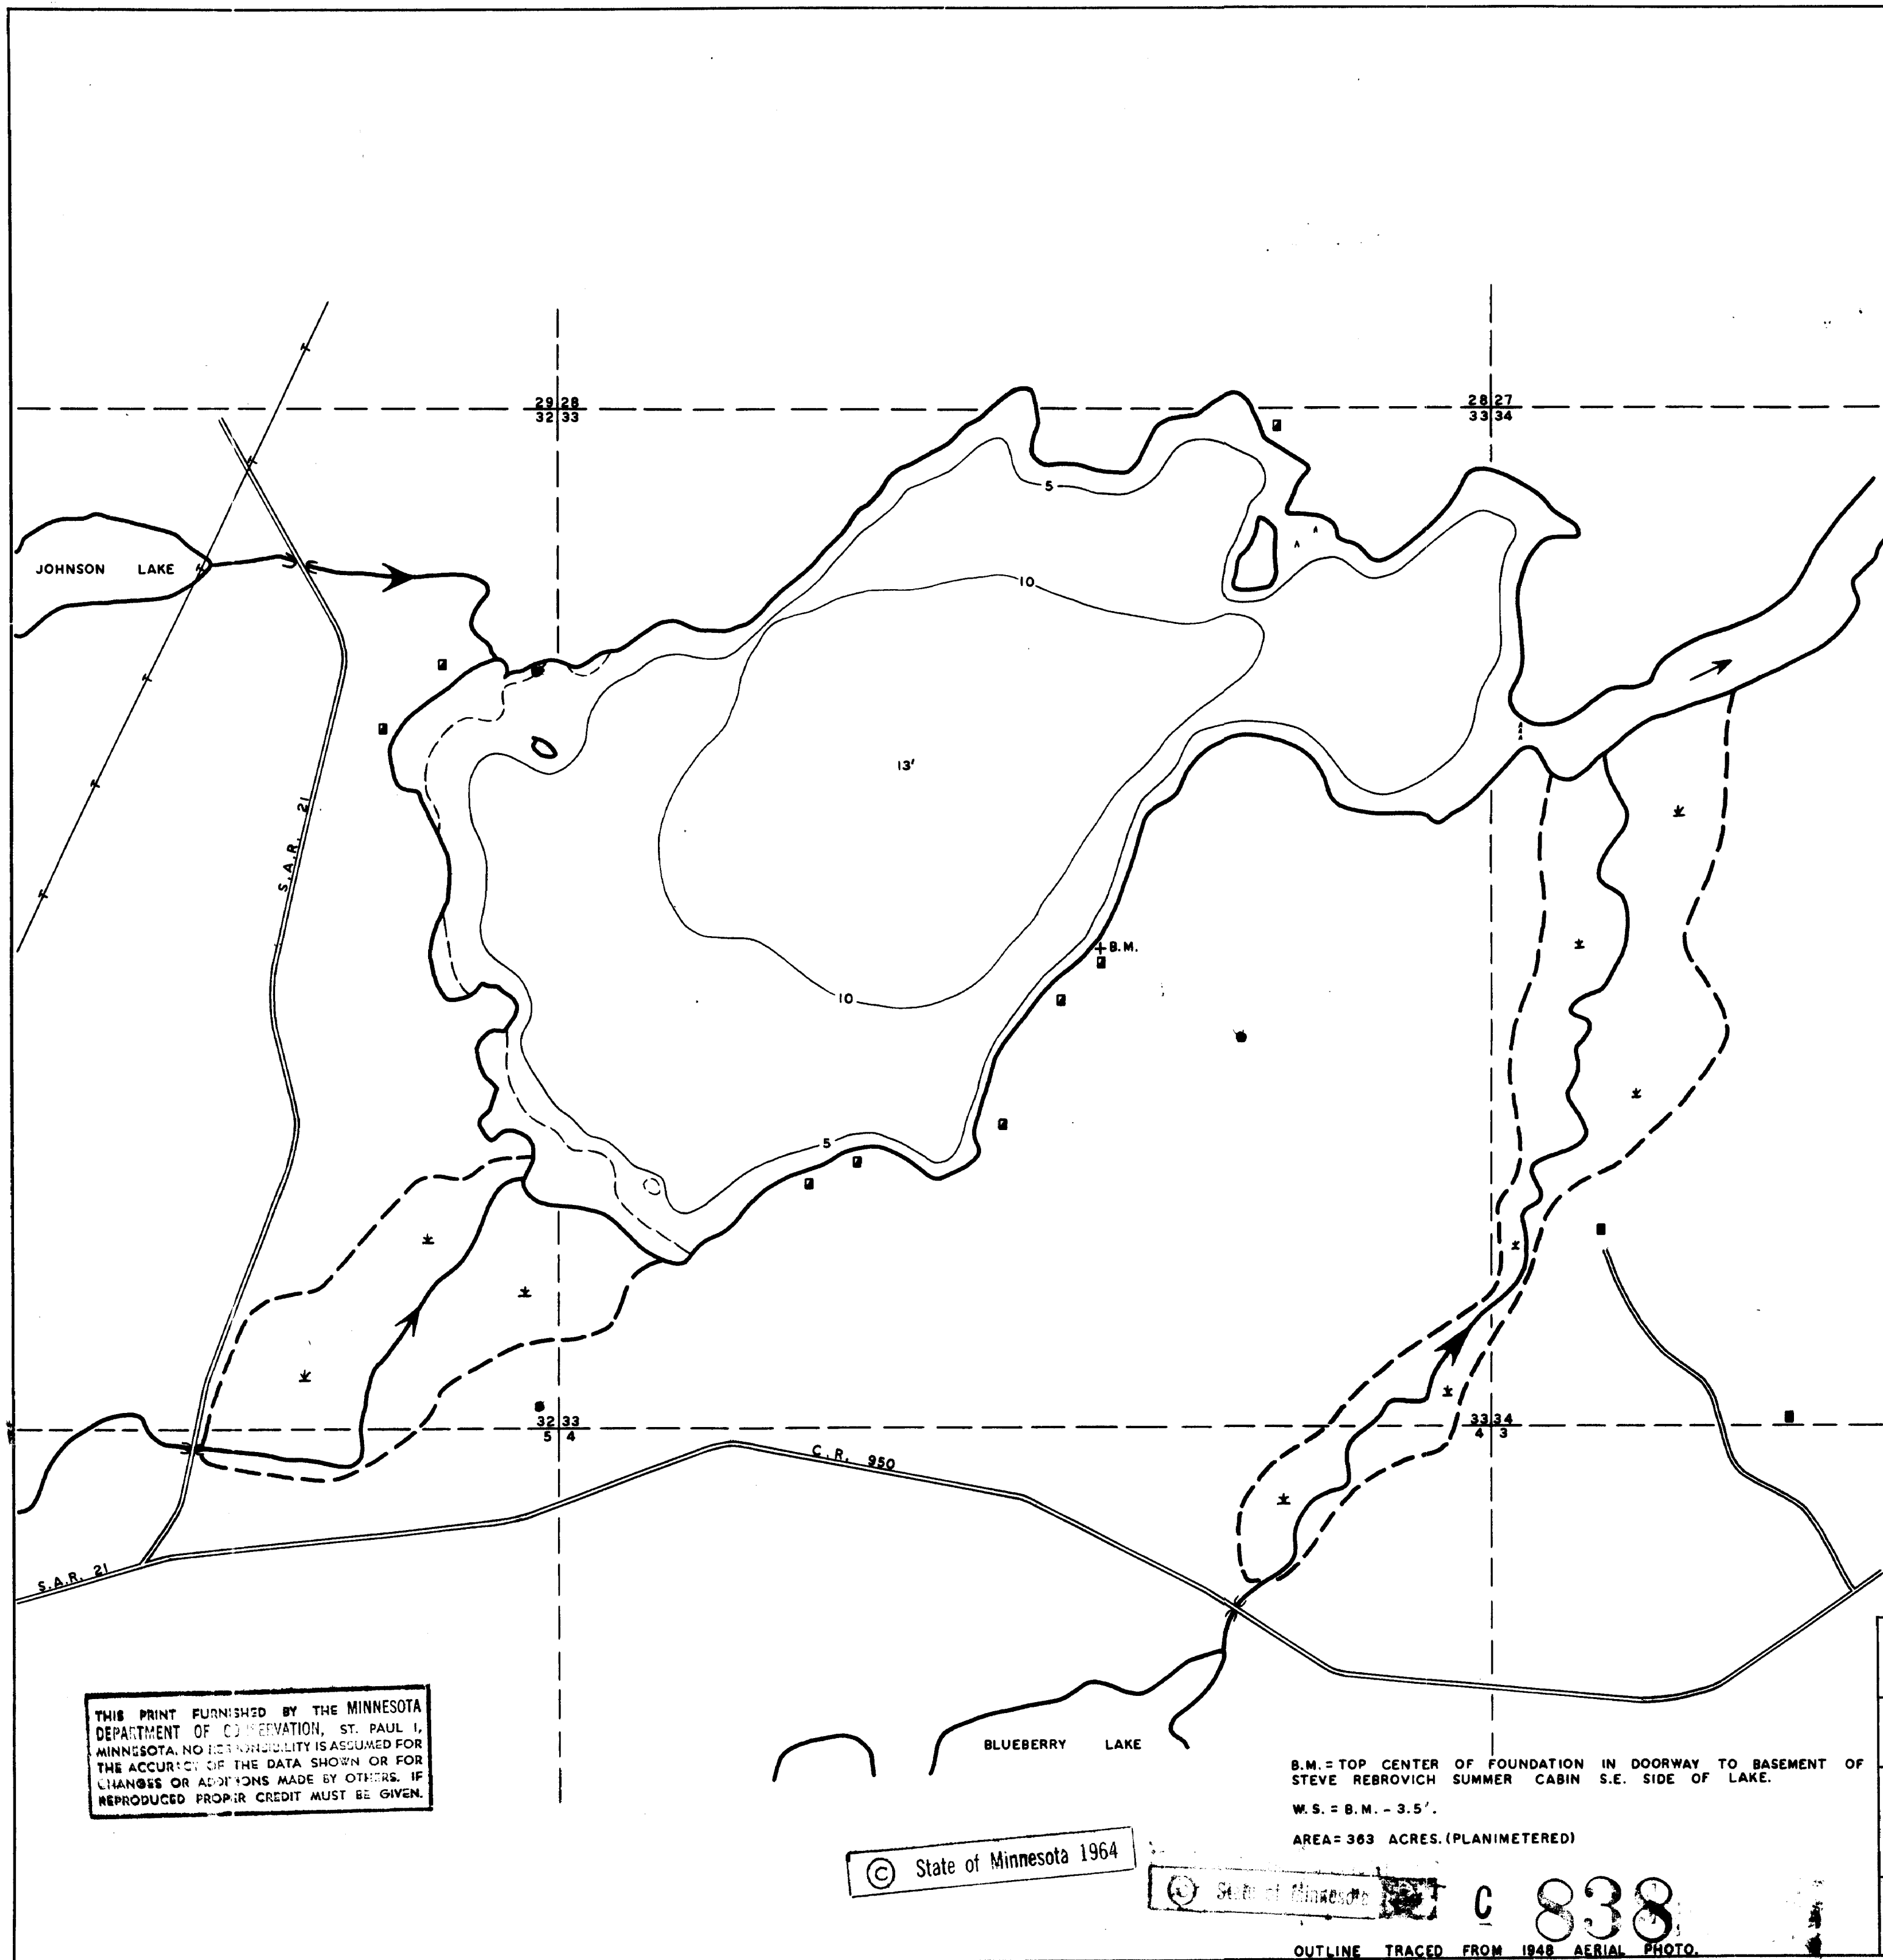 29 28
32 33
28 27
33 34
5
JOHNSON LAKE
10
13'
S.A.R. 21
B.M.
10
5
32 33
5 4
33 34
4 3
C.R. 950
S.A.R. 21
BLUEBERRY LAKE
THIS PRINT FURNISHED BY THE MINNESOTA
DEPARTMENT OF CONSERVATION, ST. PAUL 1,
MINNESOTA. NO RESPONSIBILITY IS ASSUMED FOR
THE ACCURACY OF THE DATA SHOWN OR FOR
CHANGES OR ADDITIONS MADE BY OTHERS. IF
REPRODUCED PROPER CREDIT MUST BE GIVEN.
B.M. = TOP CENTER OF FOUNDATION IN DOORWAY TO BASEMENT OF
STEVE REBROVICH SUMMER CABIN S.E. SIDE OF LAKE.
W.S. = B.M. - 3.5'.
AREA = 363 ACRES. (PLANIMETERED)
© State of Minnesota 1964
© State of Minnesota
C 838
OUTLINE TRACED FROM 1948 AERIAL PHOTO.